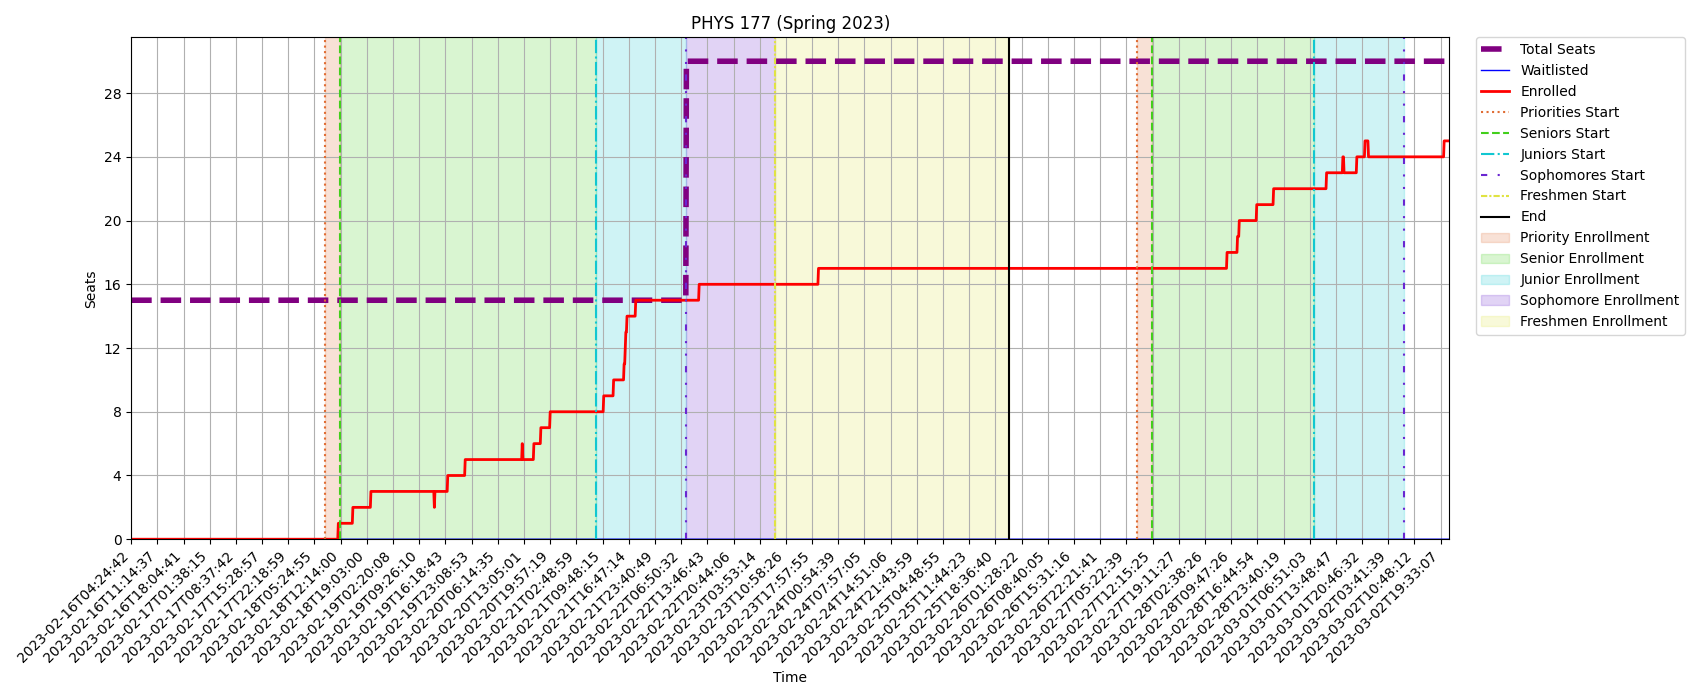 PHYS 177 (Spring 2023)
Seats
28
24
20
16
12
8
4
0
2023-02-16T04:24:42
2023-02-16T11:14:37
2023-02-16T18:04:41
2023-02-17T01:38:15
2023-02-17T08:37:42
2023-02-17T15:28:57
2023-02-17T22:18:59
2023-02-18T05:24:55
2023-02-18T12:14:00
2023-02-18T19:03:00
2023-02-19T02:20:08
2023-02-19T09:26:10
2023-02-19T16:18:43
2023-02-19T23:08:53
2023-02-20T06:14:35
2023-02-20T13:05:01
2023-02-20T19:57:19
2023-02-21T02:48:59
2023-02-21T09:48:15
2023-02-21T16:47:14
2023-02-21T23:40:49
2023-02-22T06:50:32
2023-02-22T13:46:43
2023-02-22T20:44:06
2023-02-23T03:53:14
2023-02-23T10:58:26
2023-02-23T17:57:55
2023-02-24T00:54:39
2023-02-24T07:57:05
2023-02-24T14:51:06
2023-02-24T21:43:59
2023-02-25T04:48:55
2023-02-25T11:44:23
2023-02-25T18:36:40
2023-02-26T01:28:22
2023-02-26T08:40:05
2023-02-26T15:31:16
2023-02-26T22:21:41
2023-02-27T05:22:39
2023-02-27T12:15:25
2023-02-27T19:11:27
2023-02-28T02:38:26
2023-02-28T09:47:26
2023-02-28T16:44:54
2023-02-28T23:40:19
2023-03-01T06:51:03
2023-03-01T13:48:47
2023-03-01T20:46:32
2023-03-02T03:41:39
2023-03-02T10:48:12
2023-03-02T19:33:07
Time
Total Seats
Waitlisted
Enrolled
Priorities Start
Seniors Start
Juniors Start
Sophomores Start
Freshmen Start
End
Priority Enrollment
Senior Enrollment
Junior Enrollment
Sophomore Enrollment
Freshmen Enrollment